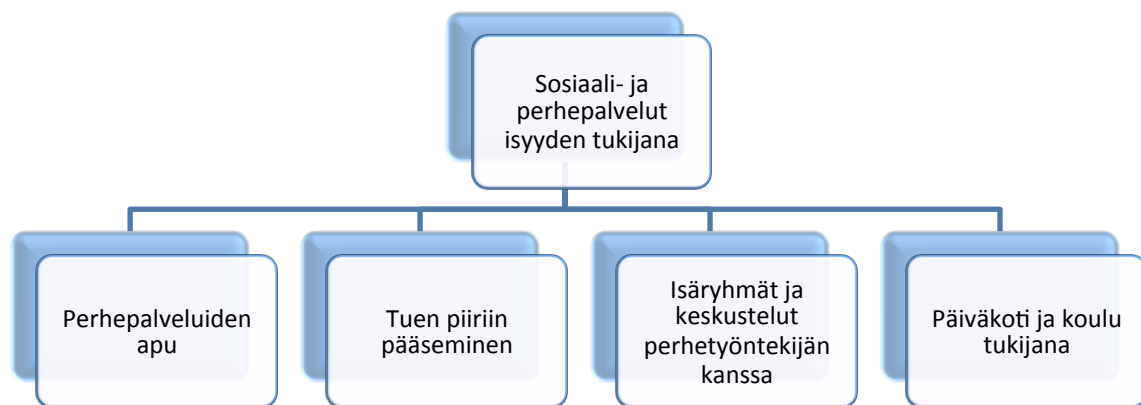 Sosiaali- ja
perhepalvelut
isyyden tukijana
Perhepalveluiden
apu
Tuen piiriin
pääseminen
Isäryhmät ja
keskustelut
perhetyöntekijän
kanssa
Päiväkoti ja koulu
tukijana